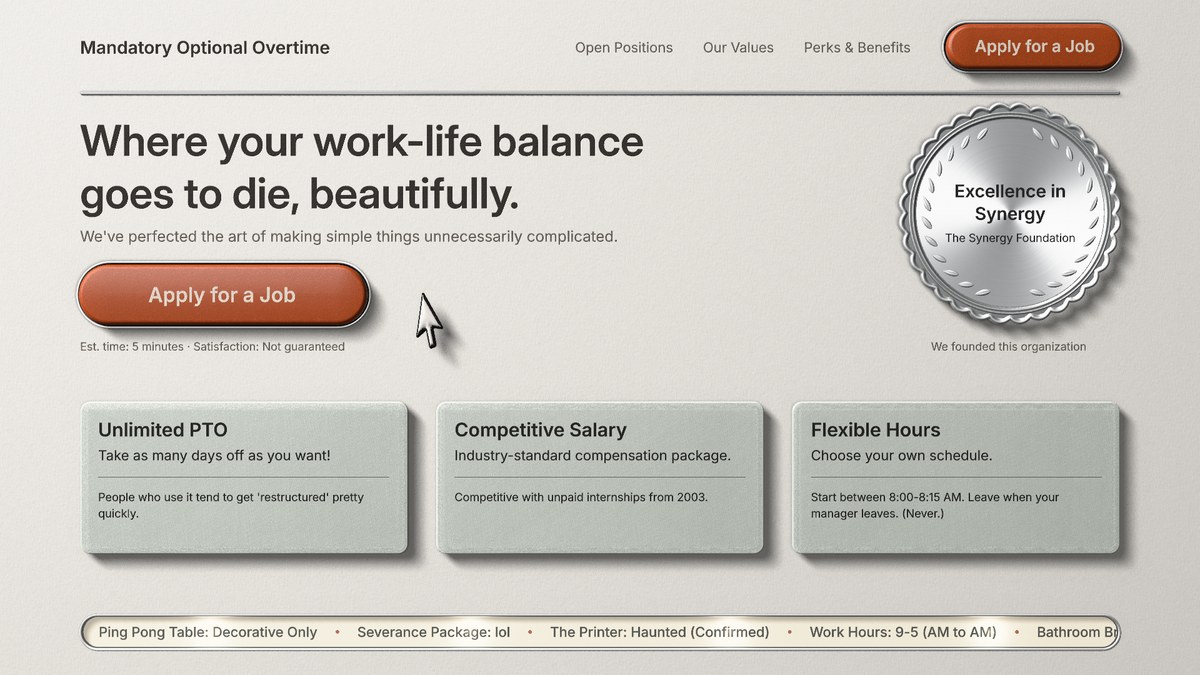 Mandatory Optional Overtime
Open Positions
Our Values
Perks & Benefits
Apply for a Job
Where your work-life balance
goes to die, beautifully.
We've perfected the art of making simple things unnecessarily complicated.
Apply for a Job
Est. time: 5 minutes · Satisfaction: Not guaranteed
Excellence in
Synergy
The Synergy Foundation
We founded this organization
Unlimited PTO
Take as many days off as you want!
People who use it tend to get 'restructured' pretty
quickly.
Competitive Salary
Industry-standard compensation package.
Competitive with unpaid internships from 2003.
Flexible Hours
Choose your own schedule.
Start between 8:00-8:15 AM. Leave when your
manager leaves. (Never.)
Ping Pong Table: Decorative Only • Severance Package: lol • The Printer: Haunted (Confirmed) • Work Hours: 9-5 (AM to AM) • Bathroom